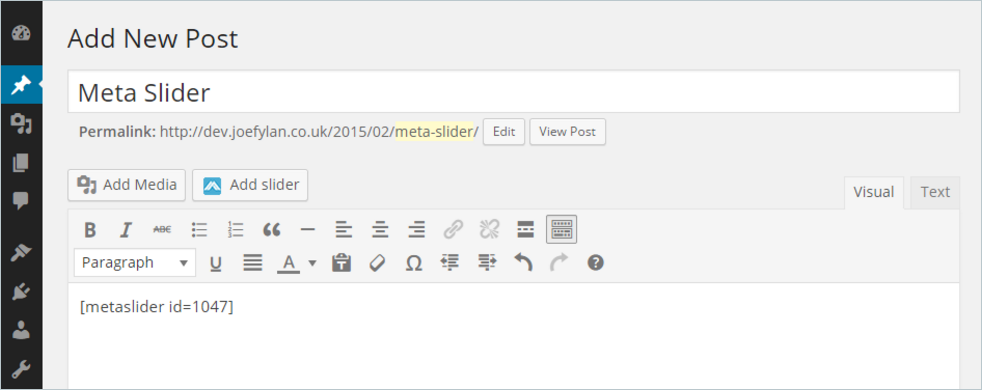 Add New Post
Meta Slider
Permalink: http://dev.joefylan.co.uk/2015/02/meta-slider/ Edit View Post
Add Media Add slider Visual Text
B I ABC
Paragraph U A Ω ?
[metaslider id=1047]